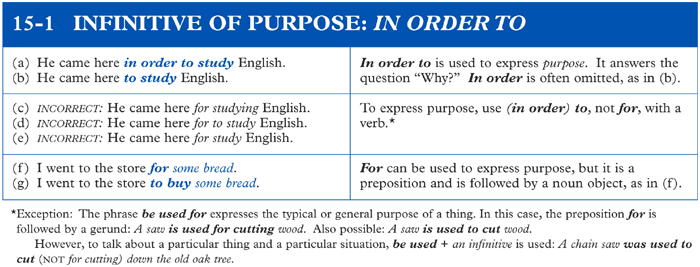 15-1 INFINITIVE OF PURPOSE: IN ORDER TO
(a) He came here in order to study English.
(b) He came here to study English.
In order to is used to express purpose. It answers the
question “Why?” In order is often omitted, as in (b).
(c) INCORRECT: He came here for studying English.
(d) INCORRECT: He came here for to study English.
(e) INCORRECT: He came here for study English.
To express purpose, use (in order) to, not for, with a
verb.*
(f) I went to the store for some bread.
(g) I went to the store to buy some bread.
For can be used to express purpose, but it is a
preposition and is followed by a noun object, as in (f).
*Exception: The phrase be used for expresses the typical or general purpose of a thing. In this case, the preposition for is
followed by a gerund: A saw is used for cutting wood. Also possible: A saw is used to cut wood.
However, to talk about a particular thing and a particular situation, be used + an infinitive is used: A chain saw was used to
cut (NOT for cutting) down the old oak tree.